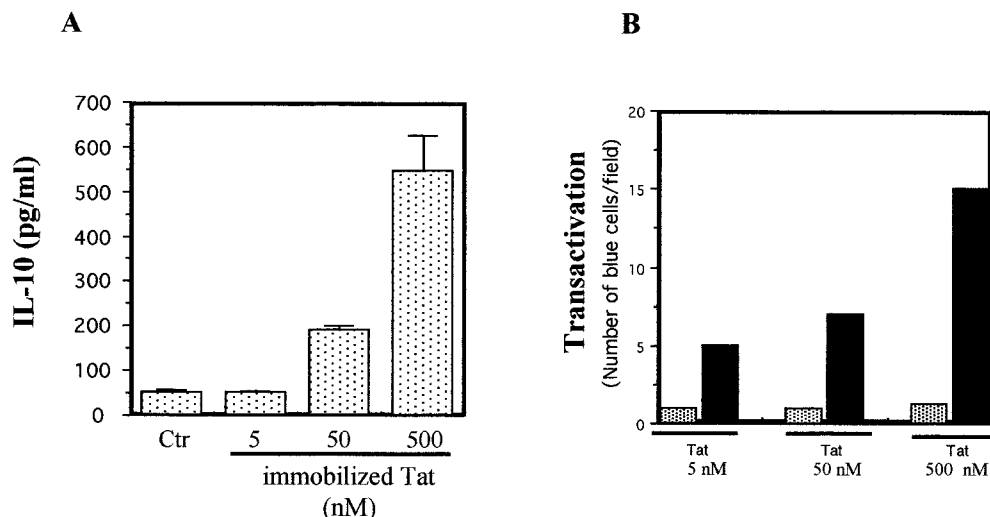 A
B
IL-10 (pg/ml)
700
600
500
400
300
200
100
0
Ctr 5 50 500
immobilized Tat
(nM)
Transactivation
(Number of blue cells/field)
20
15
10
5
0
Tat
5 nM
Tat
50 nM
Tat
500 nM